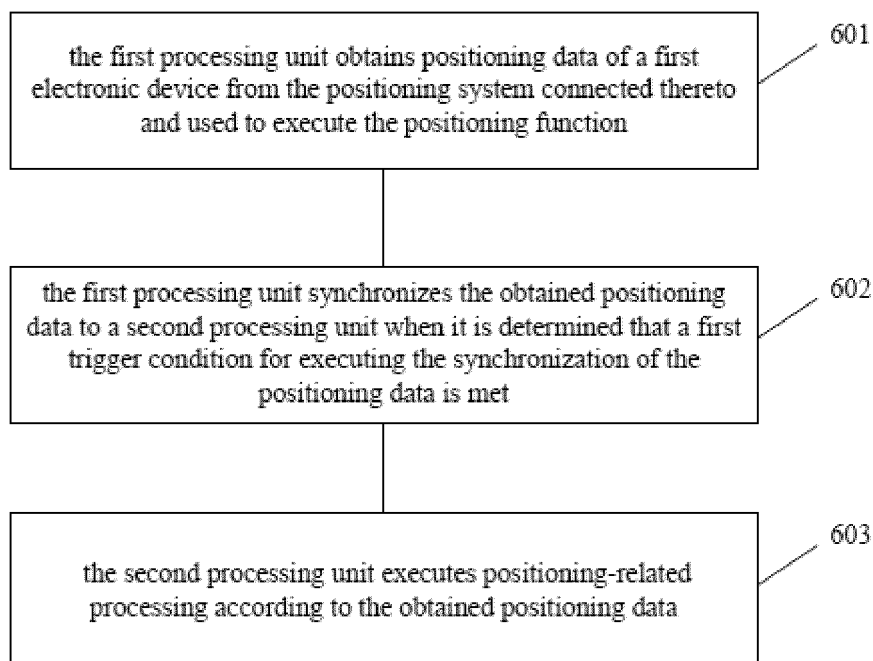 the first processing unit obtains positioning data of a first
electronic device from the positioning system connected thereto
and used to execute the positioning function
601
the first processing unit synchronizes the obtained positioning
data to a second processing unit when it is determined that a first
trigger condition for executing the synchronization of the
positioning data is met
602
the second processing unit executes positioning-related
processing according to the obtained positioning data
603